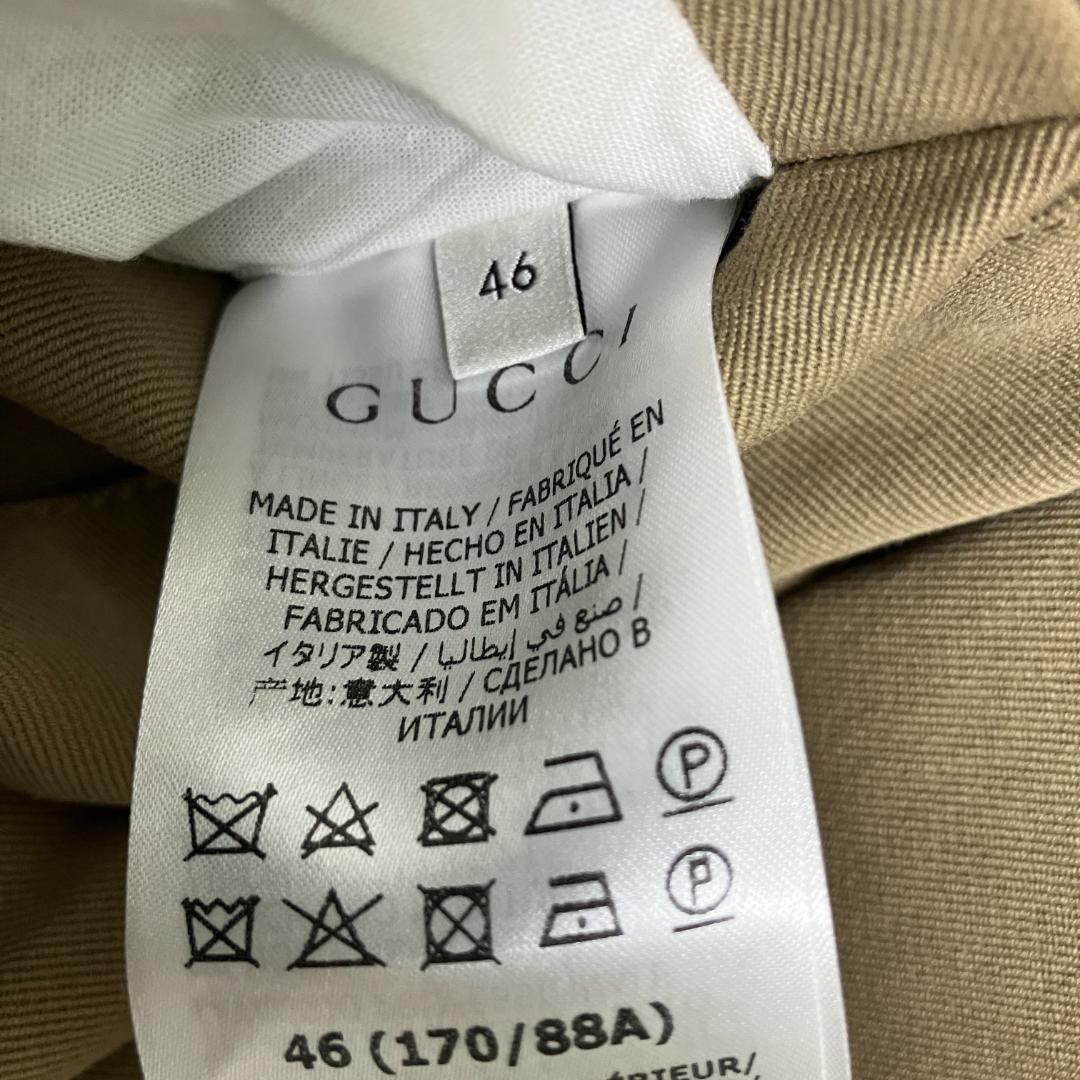 46
GUCCI
MADE IN ITALY / FABRIQUÉ EN
ITALIE / HECHO EN ITALIA /
HERGESTELLT IN ITALIEN /
FABRICADO EM ITÁLIA /
イタリア製 / صنع في إيطاليا /
产地:意大利 / СДЕЛАНО В
ИТАЛИИ
P
P
46 (170/88A)